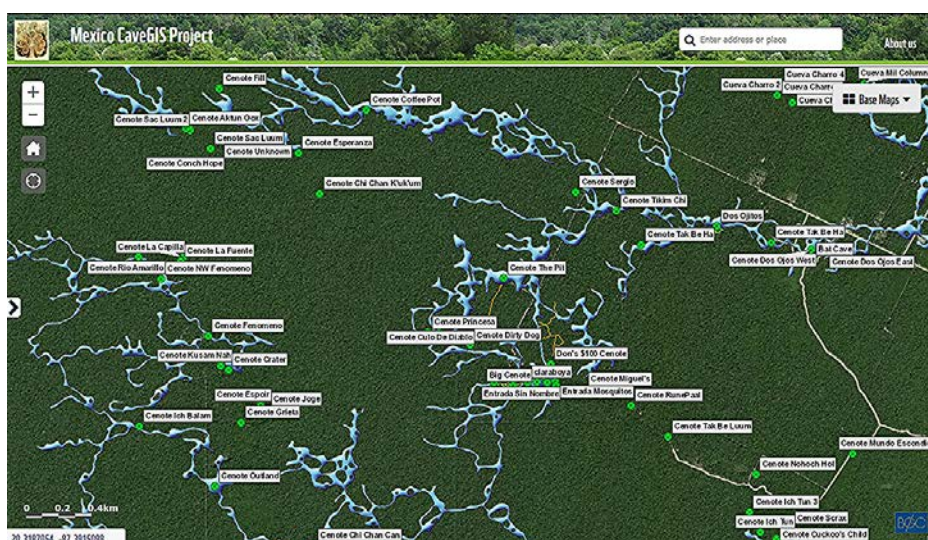 Mexico CaveGIS Project
Enter address or place
About us
Base Maps
+
−
Cenote Fill
Cueva Charro 4
Cueva Mil Column
Cueva Charro 2
Cueva Charro
Cueva Ch
Cenote Coffee Pot
Cenote Sac Luum 2
Cenote Aktun Oox
Cenote Sac Luum
Cenote Esperanza
Cenote Unknown
Cenote Conch Hope
Cenote Chi Chan K'uk'um
Cenote Sergio
Cenote Tikim Chi
Dos Ojitos
Cenote Tak Be Ha
Cenote Tak Be Ha
Bat Cave
Cenote Dos Ojos West
Cenote Dos Ojos East
Cenote La Capilla
Cenote La Fuente
Cenote Rio Amarillo
Cenote NW Fenomeno
Cenote The Pit
Cenote Princesa
Cenote Fenomeno
Cenote Culo De Diablo
Cenote Dirty Dog
Cenote Kusam Nah
Cenote Crater
Don's $100 Cenote
Big Cenote
claraboya
Cenote Miguel's
Entrada Sin Nombre
Entrada Mosquitos
Cenote RunePaal
Cenote Espoir
Cenote Joge
Cenote Grieta
Cenote Ich Balam
Cenote Tak Be Luum
Cenote Mundo Escondi
Cenote Nohoch Hol
Cenote Outland
Cenote Ich Tun 3
Cenote Ich Tun
Cenote Scrax
Cenote Chi Chan Can
Cenote Cuckoo's Child
0 0.2 0.4km